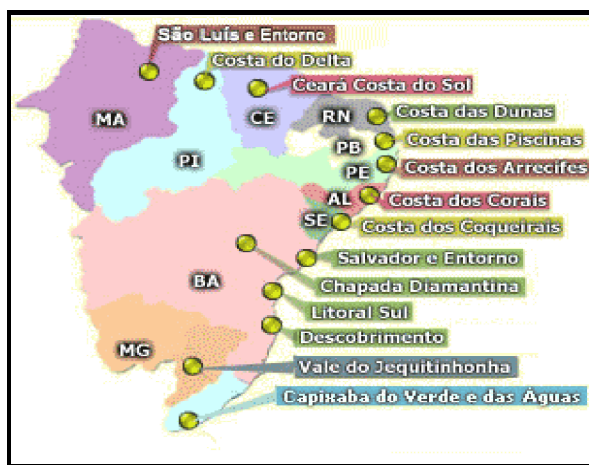 São Luís e Entorno
Costa do Delta
Ceará Costa do Sol
MA
CE
RN
Costa das Dunas
PB
Costa das Piscinas
PI
PE
Costa dos Arrecifes
AL
Costa dos Corais
SE
Costa dos Coqueirais
Salvador e Entorno
BA
Chapada Diamantina
Litoral Sul
Descobrimento
MG
Vale do Jequitinhonha
Capixaba do Verde e das Águas